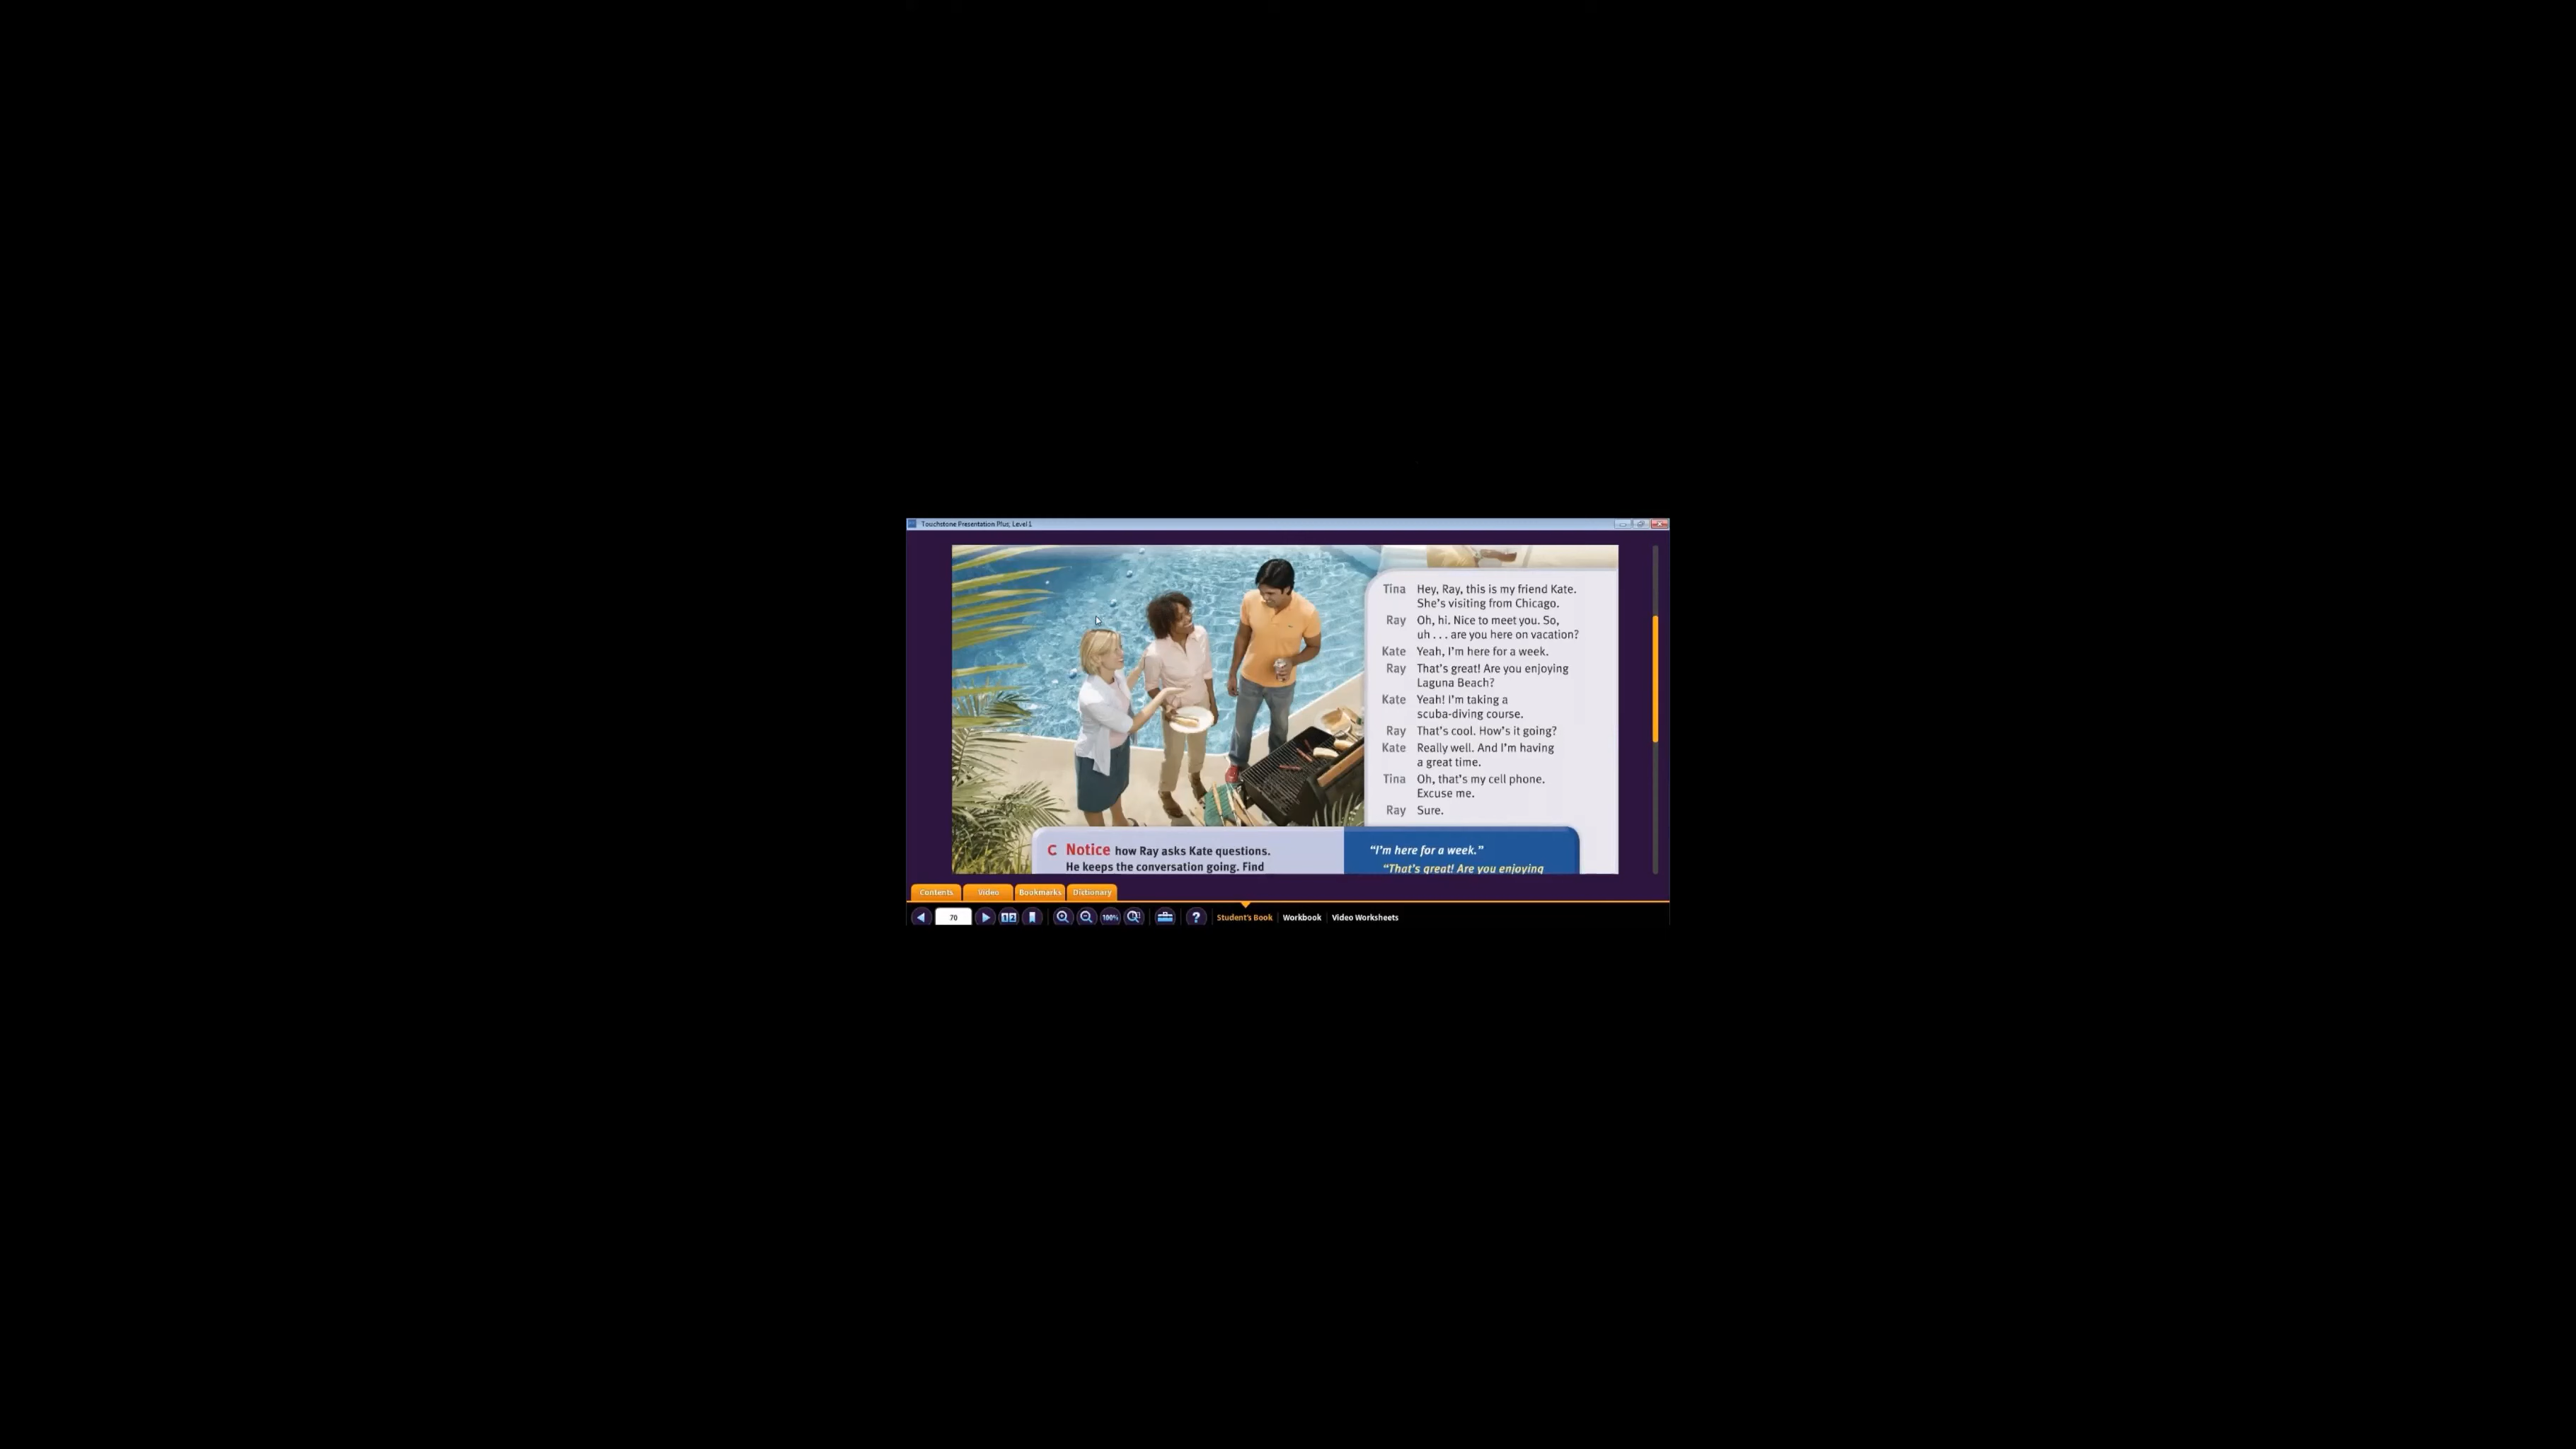 Touchstone Presentation Plus, Level 1
Tina Hey, Ray, this is my friend Kate.
She's visiting from Chicago.
Ray Oh, hi. Nice to meet you. So,
uh . . . are you here on vacation?
Kate Yeah, I'm here for a week.
Ray That's great! Are you enjoying
Laguna Beach?
Kate Yeah! I'm taking a
scuba-diving course.
Ray That's cool. How's it going?
Kate Really well. And I'm having
a great time.
Tina Oh, that's my cell phone.
Excuse me.
Ray Sure.
C Notice how Ray asks Kate questions.
He keeps the conversation going. Find
"I'm here for a week."
"That's great! Are you enjoying
Contents Video Bookmarks Dictionary
70 12 100% ? Student's Book Workbook Video Worksheets